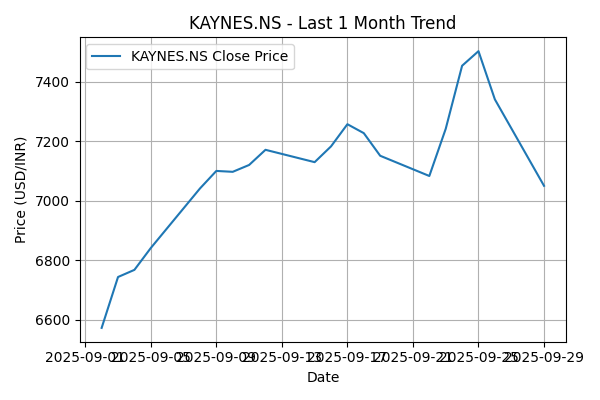 KAYNES.NS - Last 1 Month Trend
KAYNES.NS Close Price
Price (USD/INR)
7400
7200
7000
6800
6600
2025-09-01 2025-09-05 2025-09-09 2025-09-13 2025-09-17 2025-09-21 2025-09-25 2025-09-29
Date